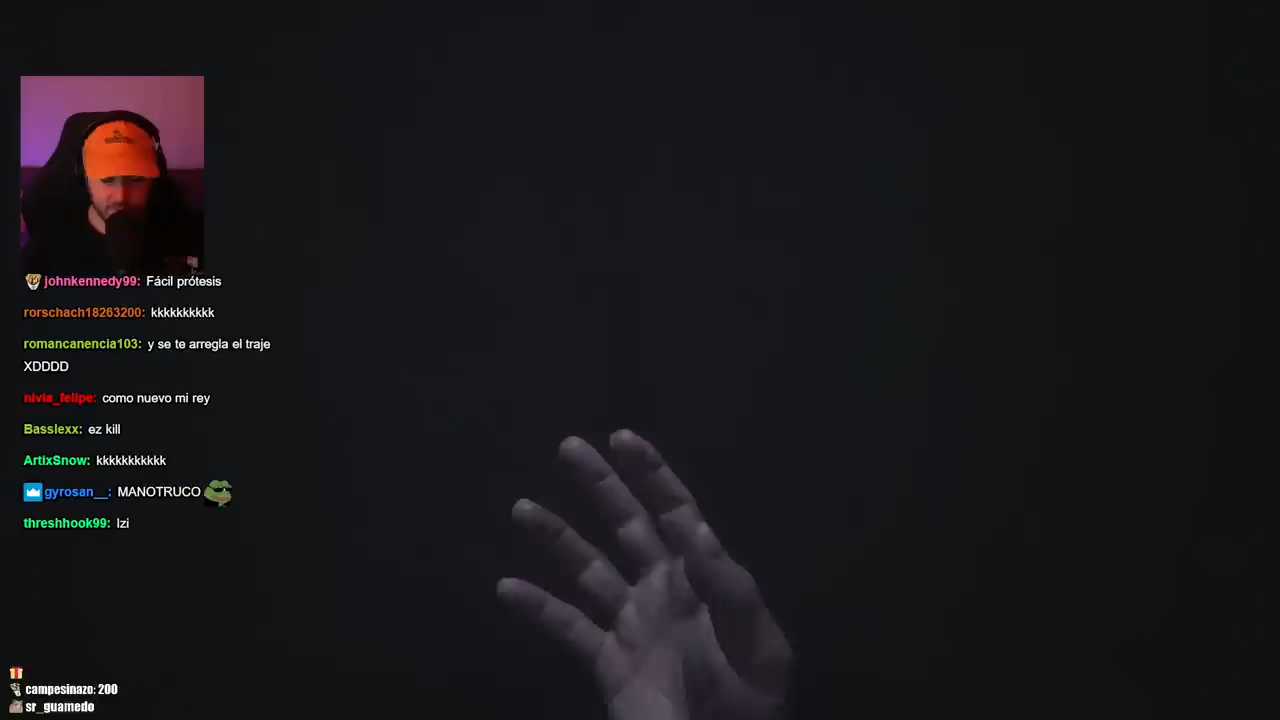 johnkennedy99: Fácil prótesis
rorschach18263200: kkkkkkkkkk
romancanencia103: y se te arregla el traje
XDDDD
nivia_felipe: como nuevo mi rey
Basslexx: ez kill
ArtixSnow: kkkkkkkkkkk
gyrosan__: MANOTRUCO
threshhook99: Izi
campesinazo: 200
sr_guamedo